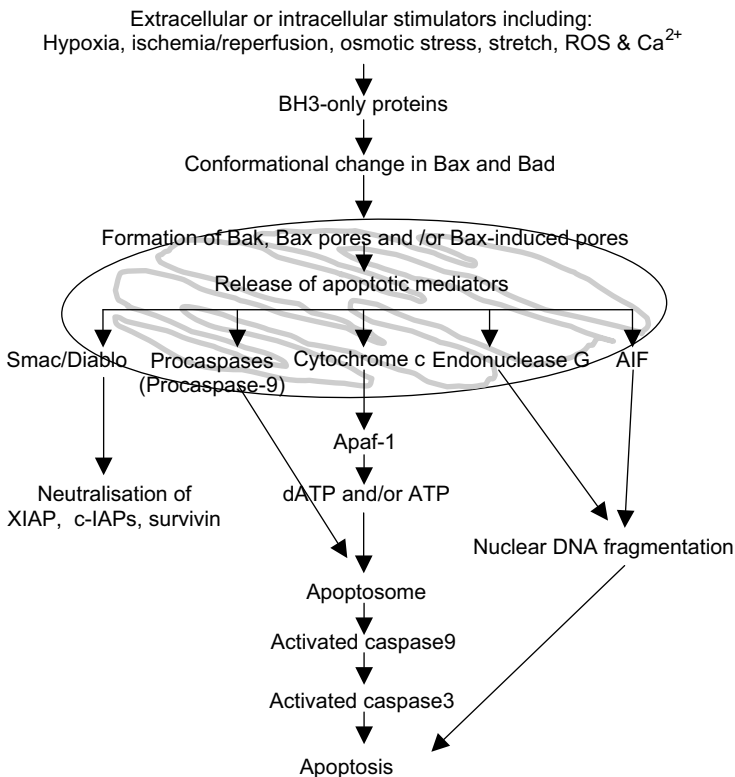 Extracellular or intracellular stimulators including:
Hypoxia, ischemia/reperfusion, osmotic stress, stretch, ROS & Ca²⁺
BH3-only proteins
Conformational change in Bax and Bad
Formation of Bak, Bax pores and /or Bax-induced pores
Release of apoptotic mediators
Smac/Diablo
Procaspases
(Procaspase-9)
Cytochrome c
Endonuclease G
AIF
Apaf-1
Neutralisation of
XIAP, c-IAPs, survivin
dATP and/or ATP
Nuclear DNA fragmentation
Apoptosome
Activated caspase9
Activated caspase3
Apoptosis